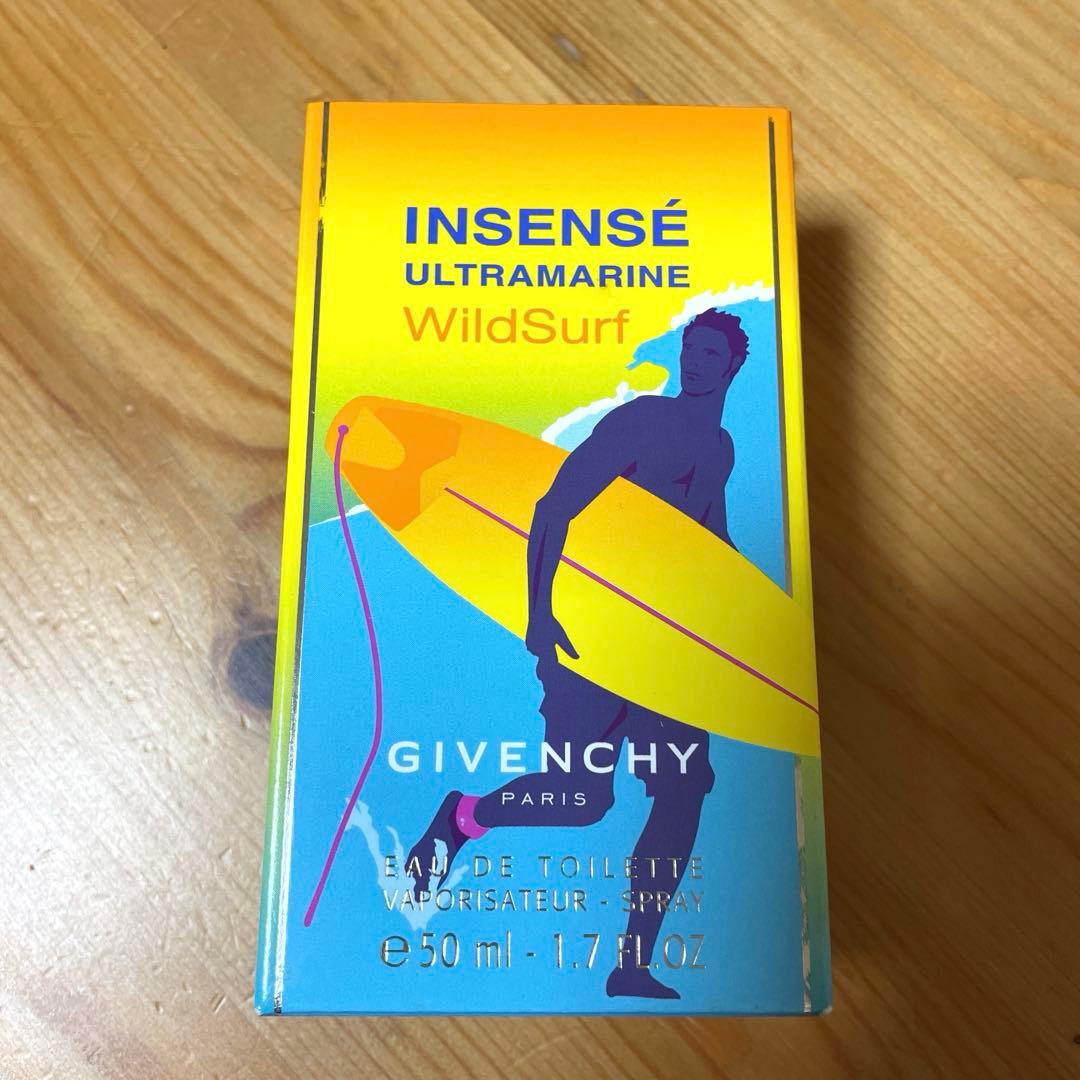 INSENSÉ
ULTRAMARINE
WildSurf
GIVENCHY
PARIS
EAU DE TOILETTE
VAPORISATEUR - SPRAY
℮50 ml - 1.7 FL.OZ